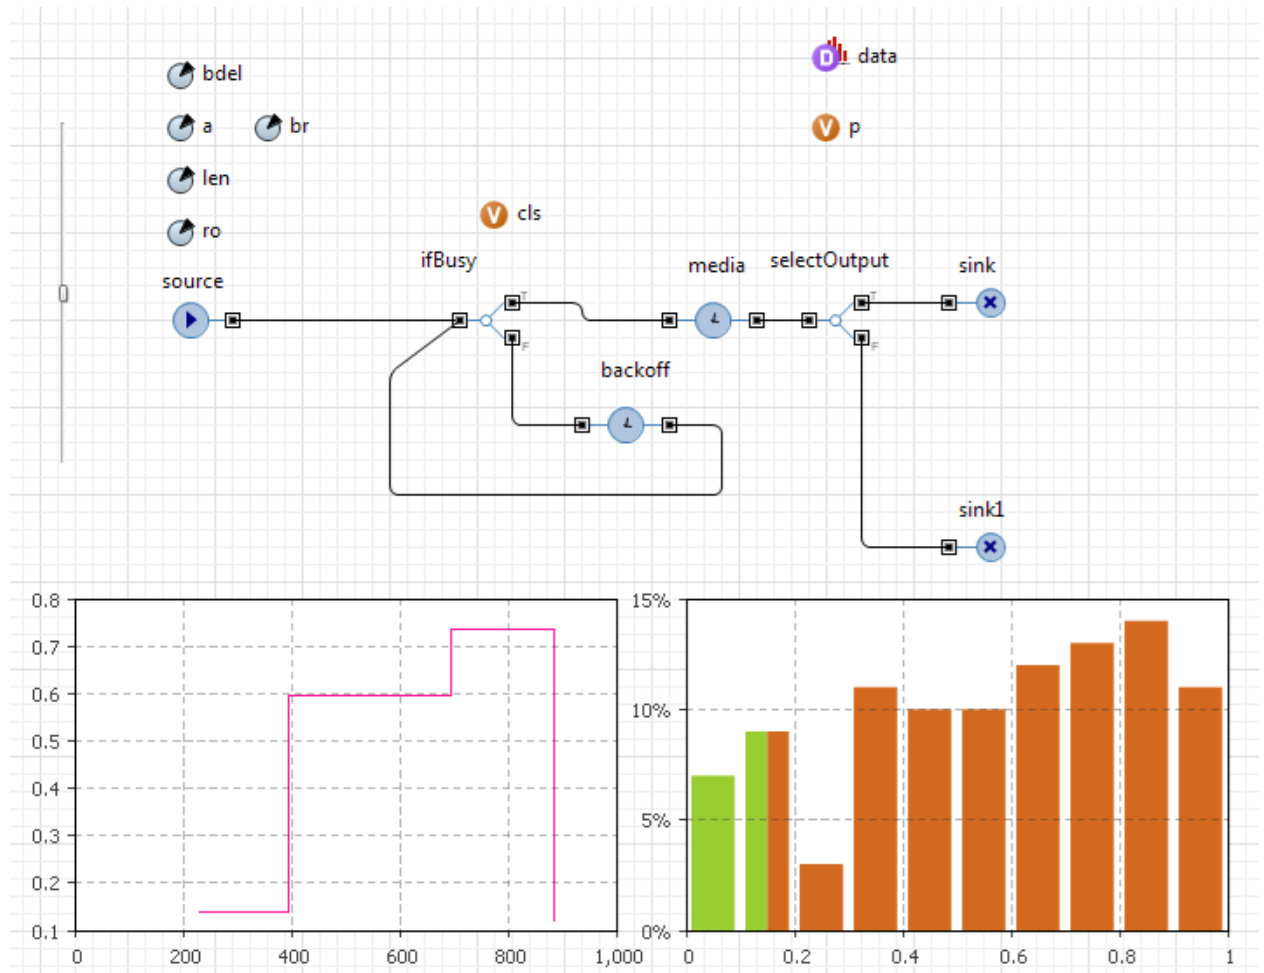 bdel
data
a
br
p
len
cls
ro
ifBusy
media
selectOutput
sink
source
T
T
F
F
backoff
sink1
0.8
0.7
0.6
0.5
0.4
0.3
0.2
0.1
0
200
400
600
800
1,000
15%
10%
5%
0%
0
0.2
0.4
0.6
0.8
1